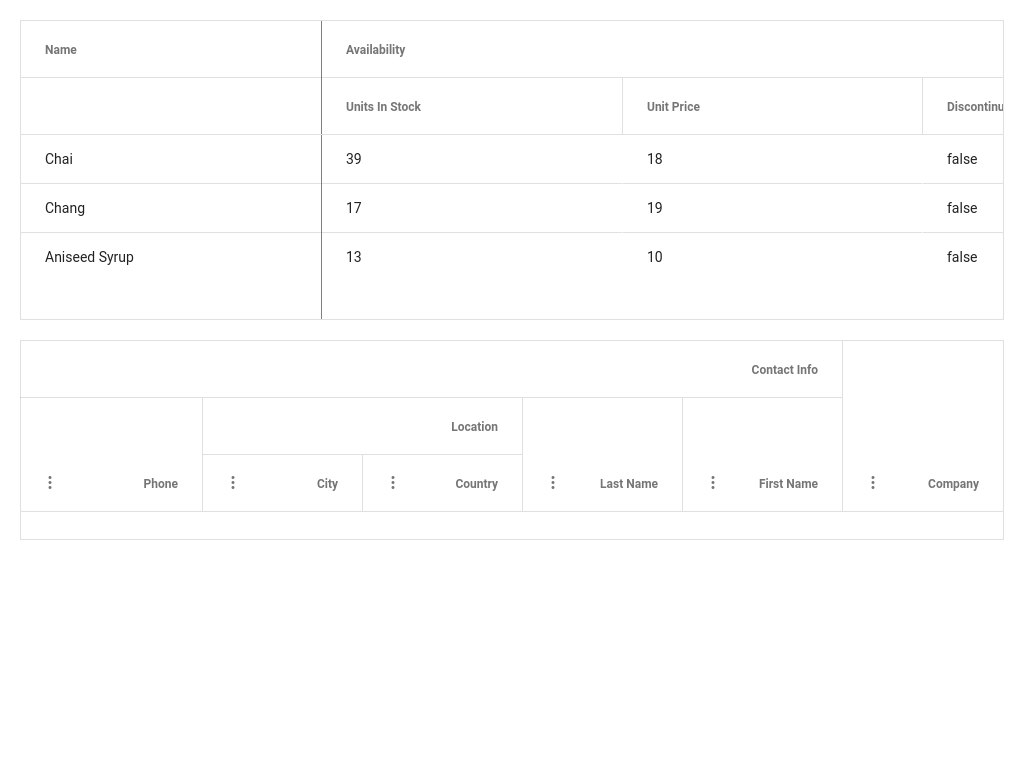 Name Availability
Units In Stock Unit Price Discontinu
Chai 39 18 false
Chang 17 19 false
Aniseed Syrup 13 10 false
Contact Info
Location
Phone City Country Last Name First Name Company